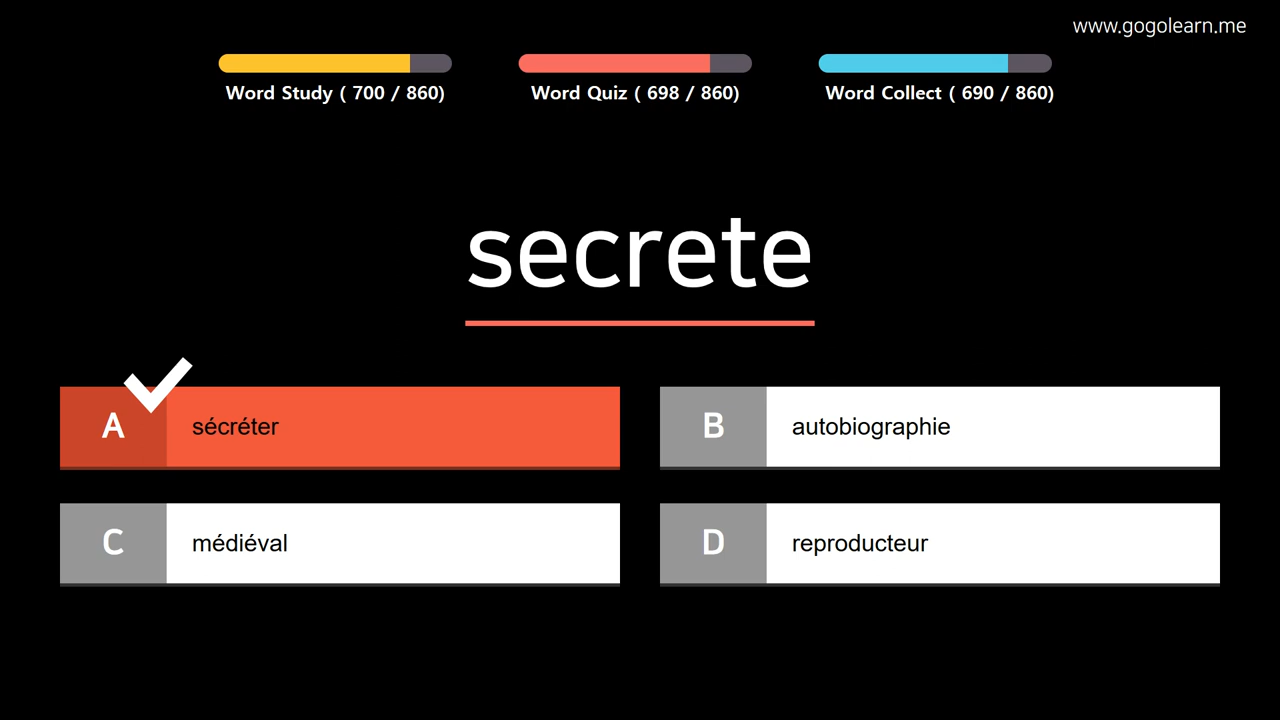 www.gogolearn.me
Word Study ( 700 / 860)
Word Quiz ( 698 / 860)
Word Collect ( 690 / 860)
secrete
A sécréter
B autobiographie
C médiéval
D reproducteur